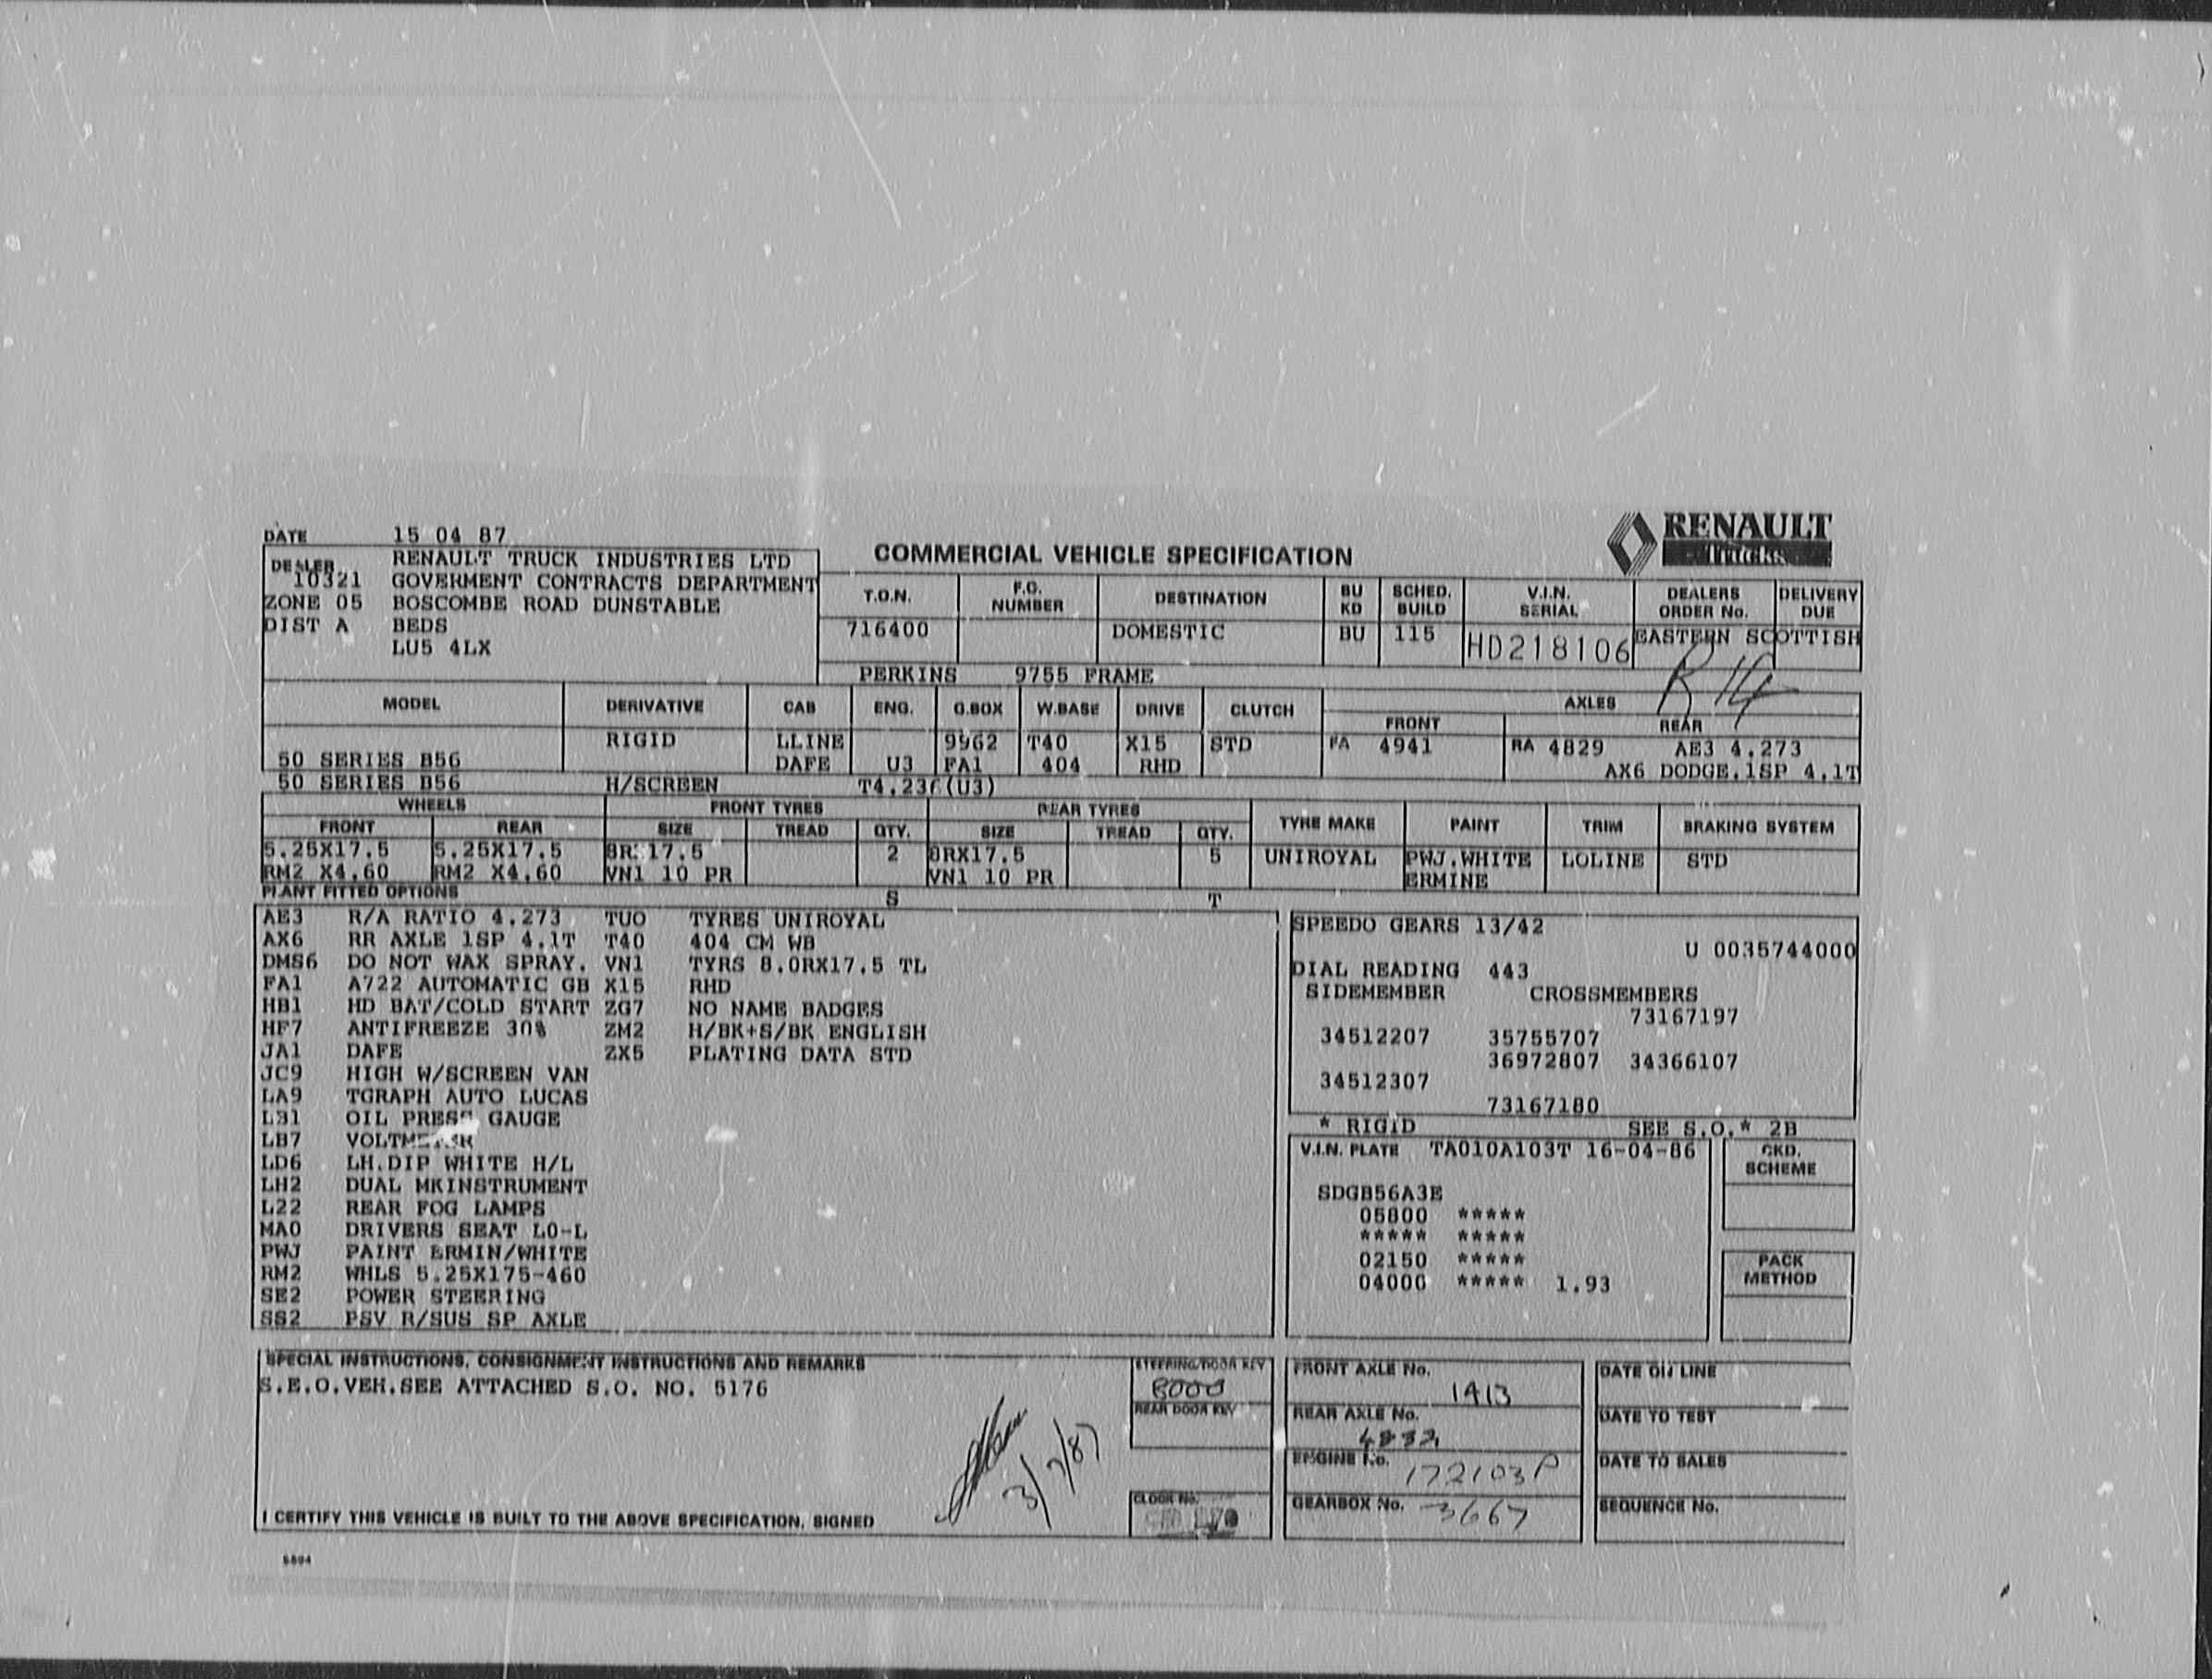 DATE 15 04 87
RENAULT Trucks
COMMERCIAL VEHICLE SPECIFICATION
DEALER RENAULT TRUCK INDUSTRIES LTD
10321 GOVERMENT CONTRACTS DEPARTMENT
ZONE 05 BOSCOMBE ROAD DUNSTABLE
DIST A BEDS
LU5 4LX
T.O.N. F.O. NUMBER DESTINATION BU KD SCHED. BUILD V.I.N. SERIAL DEALERS ORDER No. DELIVERY DUE
716400 DOMESTIC BU 115 HD218106 EASTERN SCOTTISH
R 14
PERKINS 9755 FRAME
MODEL DERIVATIVE CAB ENG. G.BOX W.BASE DRIVE CLUTCH AXLES
FRONT REAR
RIGID LLINE 9962 T40 X15 STD FA 4941 RA 4829 AE3 4.273
50 SERIES B56 DAFE U3 FA1 404 RHD AX6 DODGE.1SP 4.1T
50 SERIES B56 H/SCREEN T4.236(U3)
WHEELS FRONT TYRES REAR TYRES TYRE MAKE PAINT TRIM BRAKING SYSTEM
FRONT REAR SIZE TREAD QTY. SIZE TREAD QTY.
5.25X17.5 5.25X17.5 8R 17.5 2 8RX17.5 5 UNIROYAL PWJ.WHITE LOLINE STD
RM2 X4.60 RM2 X4.60 VN1 10 PR VN1 10 PR ERMINE
PLANT FITTED OPTIONS S T
AE3 R/A RATIO 4.273 TUO TYRES UNIROYAL
AX6 RR AXLE 1SP 4.1T T40 404 CM WB
DMS6 DO NOT WAX SPRAY. VN1 TYRS 8.0RX17.5 TL
FA1 A722 AUTOMATIC GB X15 RHD
HB1 HD BAT/COLD START ZG7 NO NAME BADGES
HF7 ANTIFREEZE 30% ZM2 H/BK+S/BK ENGLISH
JA1 DAFE ZX5 PLATING DATA STD
JC9 HIGH W/SCREEN VAN
LA9 TGRAPH AUTO LUCAS
LB1 OIL PRESS GAUGE
LB7 VOLTMETER
LD6 LH.DIP WHITE H/L
LH2 DUAL MKINSTRUMENT
L22 REAR FOG LAMPS
MA0 DRIVERS SEAT LO-L
PWJ PAINT ERMIN/WHITE
RM2 WHLS 5.25X175-460
SE2 POWER STEERING
SS2 PSV R/SUS SP AXLE
SPEEDO GEARS 13/42
U 0035744000
DIAL READING 443
SIDEMEMBER CROSSMEMBERS
73167197
34512207 35755707
36972807 34366107
34512307
73167180
* RIGID SEE S.O.* 2B
V.I.N. PLATE TA010A103T 16-04-86
SDGB56A3E
05800 *****
***** *****
02150 *****
04000 ***** 1.93
CKD. SCHEME
PACK METHOD
SPECIAL INSTRUCTIONS, CONSIGNMENT INSTRUCTIONS AND REMARKS
S.E.O.VEH.SEE ATTACHED S.O. NO. 5176
3/7/87
I CERTIFY THIS VEHICLE IS BUILT TO THE ABOVE SPECIFICATION, SIGNED
STEERING/DOOR KEY
8000
REAR DOOR KEY
CLOCK No.
FRONT AXLE No. 1413
REAR AXLE No.
ENGINE No. 172103P
GEARBOX No. 3667
DATE ON LINE
DATE TO TEST
DATE TO SALES
SEQUENCE No.